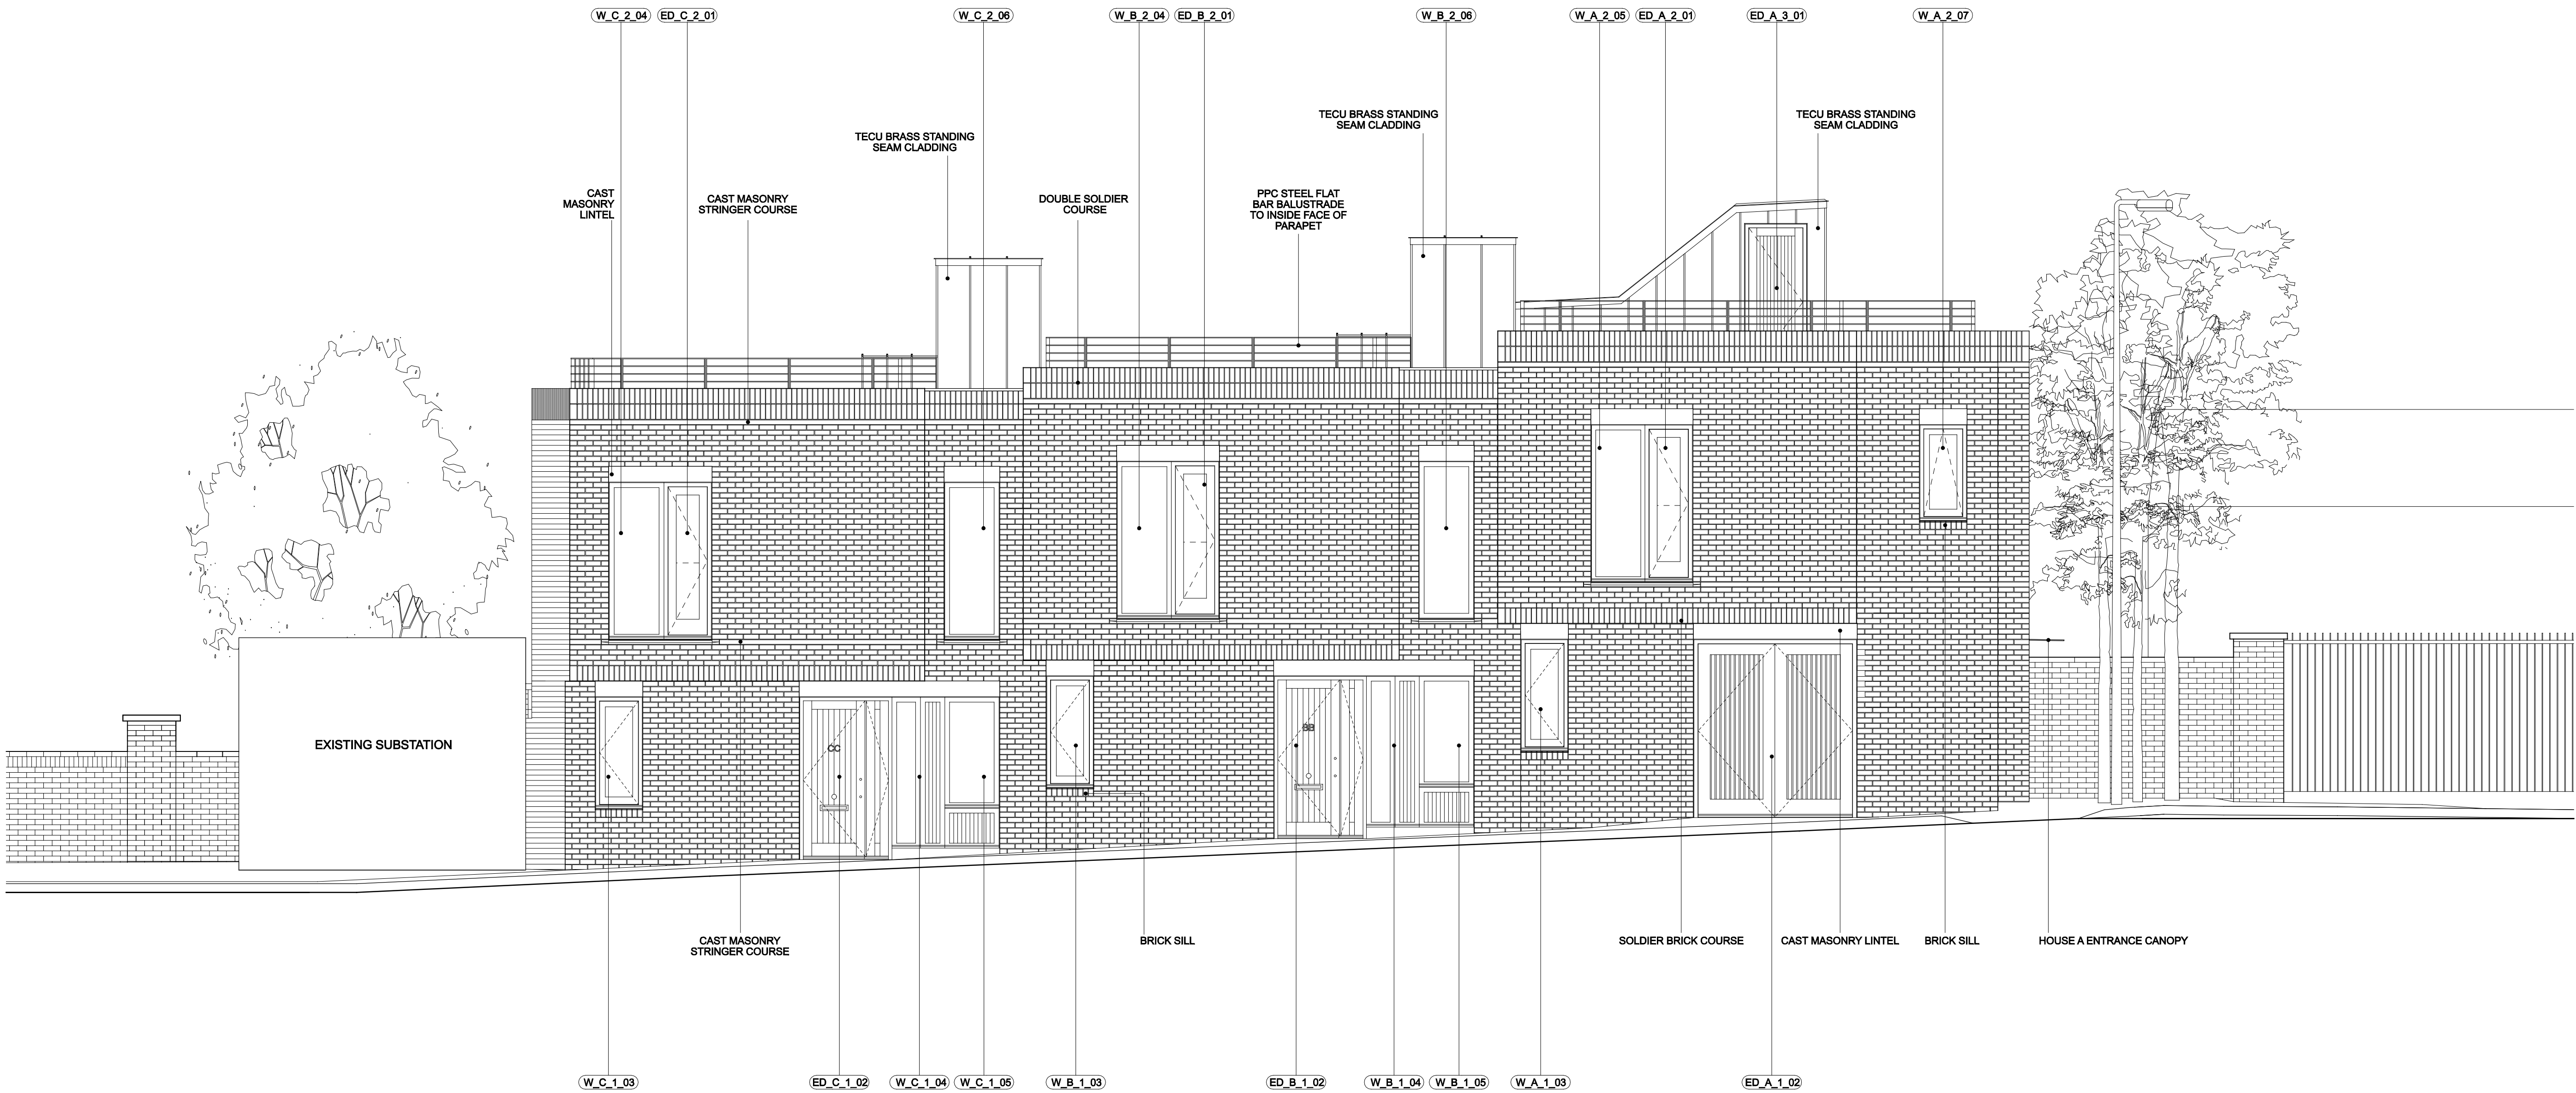 W_C_2_04
ED_C_2_01
W_C_2_06
W_B_2_04
ED_B_2_01
W_B_2_06
W_A_2_05
ED_A_2_01
ED_A_3_01
W_A_2_07
TECU BRASS STANDING
SEAM CLADDING
TECU BRASS STANDING
SEAM CLADDING
TECU BRASS STANDING
SEAM CLADDING
CAST
MASONRY
LINTEL
CAST MASONRY
STRINGER COURSE
DOUBLE SOLDIER
COURSE
PPC STEEL FLAT
BAR BALUSTRADE
TO INSIDE FACE OF
PARAPET
EXISTING SUBSTATION
CC
BB
CAST MASONRY
STRINGER COURSE
BRICK SILL
SOLDIER BRICK COURSE
CAST MASONRY LINTEL
BRICK SILL
HOUSE A ENTRANCE CANOPY
W_C_1_03
ED_C_1_02
W_C_1_04
W_C_1_05
W_B_1_03
ED_B_1_02
W_B_1_04
W_B_1_05
W_A_1_03
ED_A_1_02